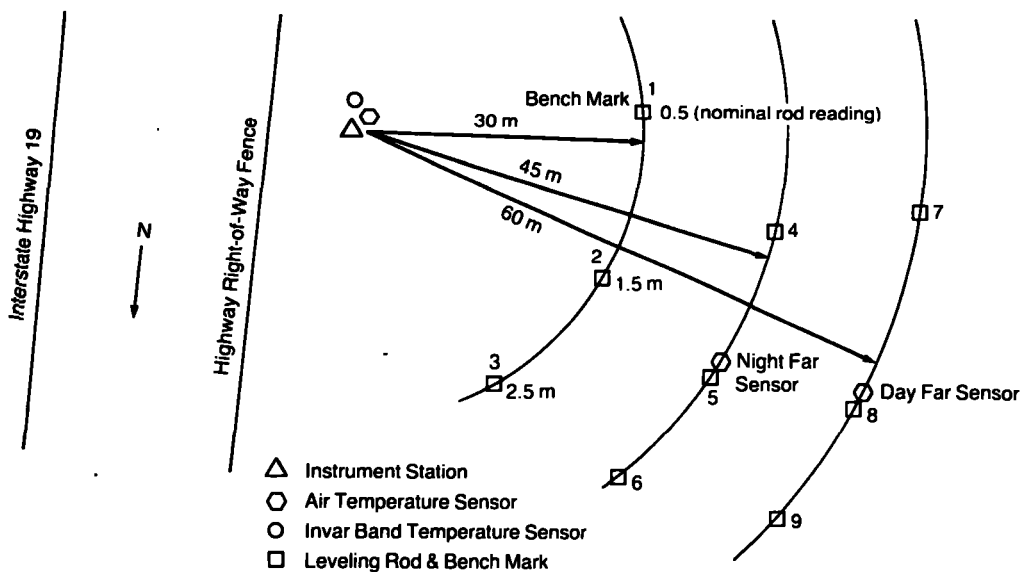 1
Bench Mark
0.5 (nominal rod reading)
30 m
45 m
60 m
Interstate Highway 19
N
Highway Right-of-Way Fence
7
4
2
1.5 m
3
2.5 m
Night Far
Sensor
5
Day Far Sensor
8
6
9
Instrument Station
Air Temperature Sensor
Invar Band Temperature Sensor
Leveling Rod & Bench Mark